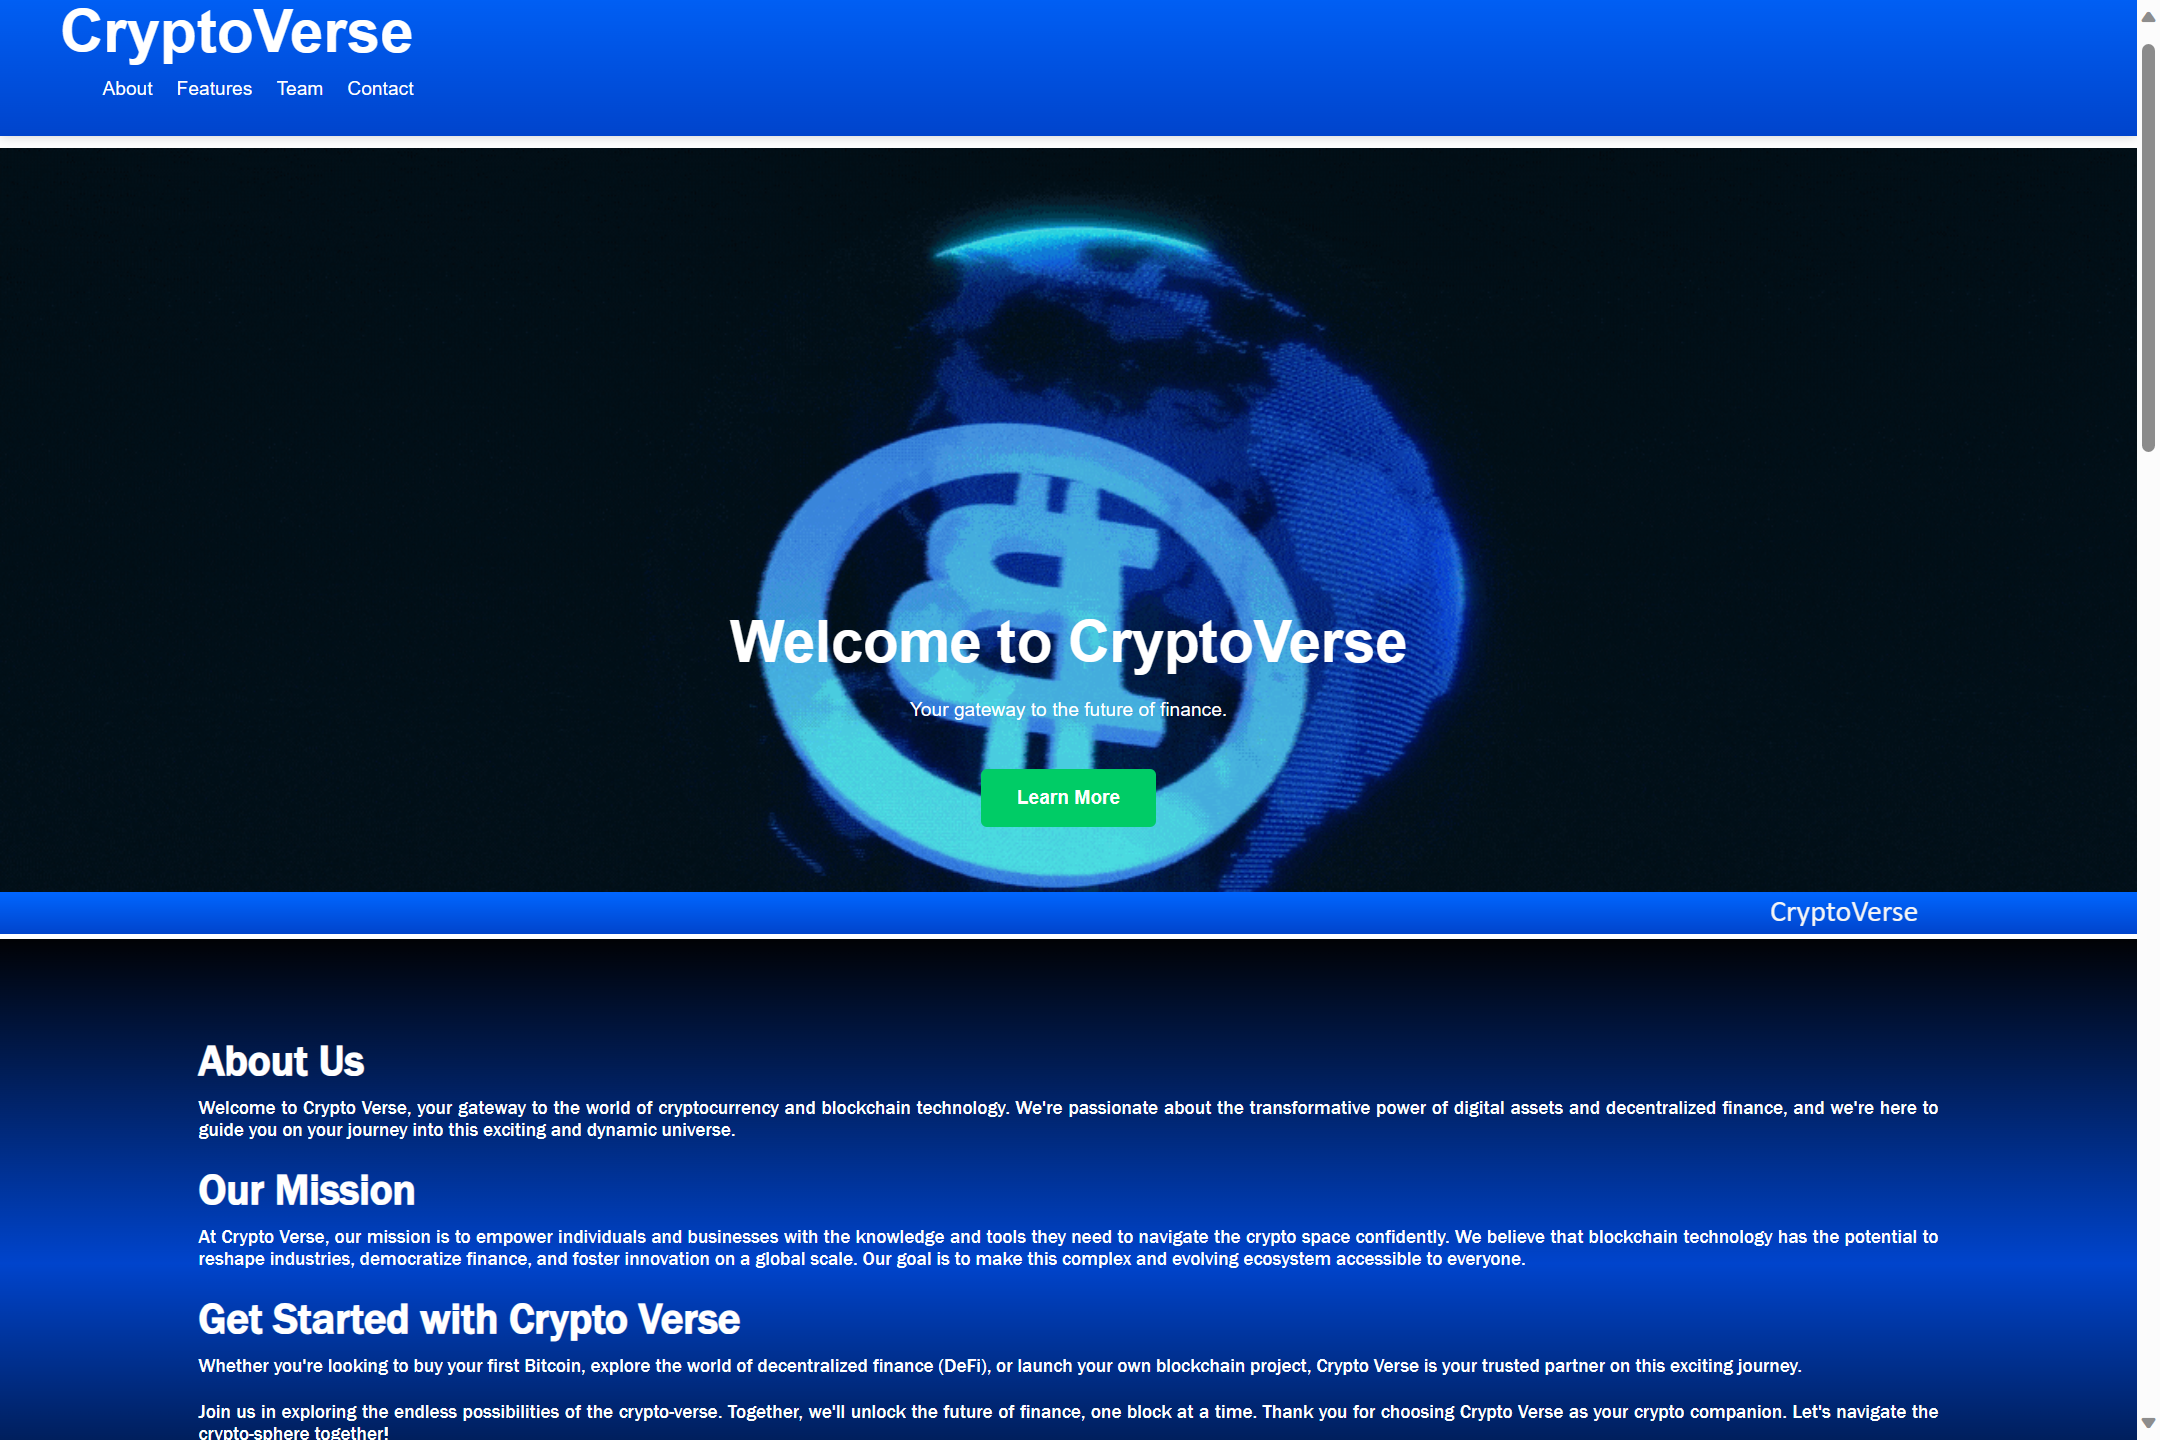 CryptoVerse
About Features Team Contact
Welcome to CryptoVerse
Your gateway to the future of finance.
Learn More
CryptoVerse
About Us
Welcome to Crypto Verse, your gateway to the world of cryptocurrency and blockchain technology. We're passionate about the transformative power of digital assets and decentralized finance, and we're here to
guide you on your journey into this exciting and dynamic universe.
Our Mission
At Crypto Verse, our mission is to empower individuals and businesses with the knowledge and tools they need to navigate the crypto space confidently. We believe that blockchain technology has the potential to
reshape industries, democratize finance, and foster innovation on a global scale. Our goal is to make this complex and evolving ecosystem accessible to everyone.
Get Started with Crypto Verse
Whether you're looking to buy your first Bitcoin, explore the world of decentralized finance (DeFi), or launch your own blockchain project, Crypto Verse is your trusted partner on this exciting journey.
Join us in exploring the endless possibilities of the crypto-verse. Together, we'll unlock the future of finance, one block at a time. Thank you for choosing Crypto Verse as your crypto companion. Let's navigate the
crypto-sphere together!